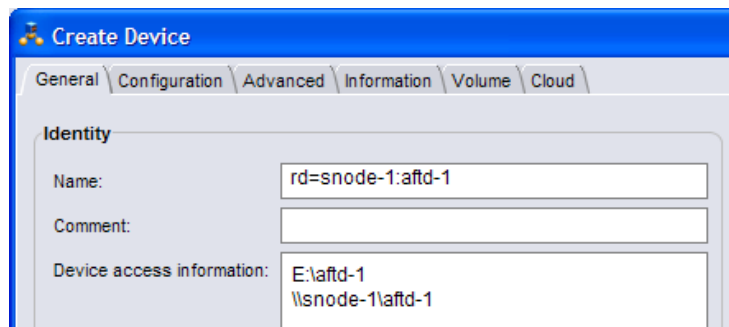 Create Device
General Configuration Advanced Information Volume Cloud
Identity
Name: rd=snode-1:aftd-1
Comment:
Device access information: E:\aftd-1
\\snode-1\aftd-1